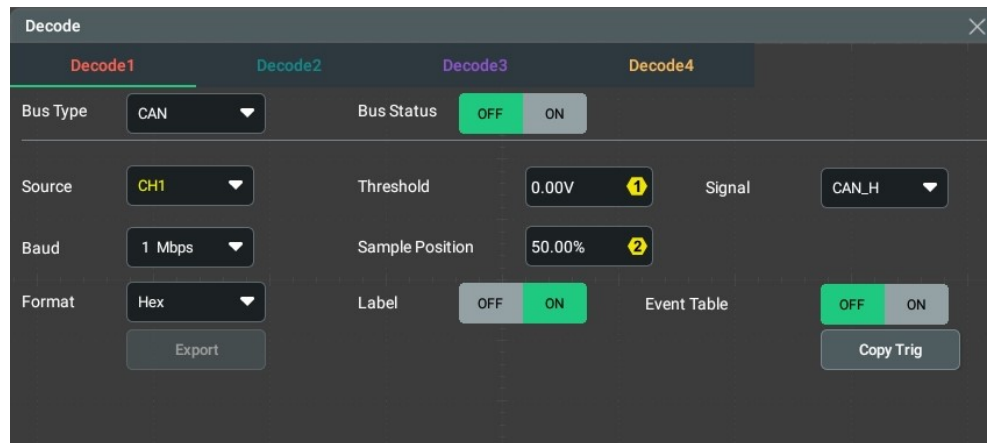 Decode
Decode1 Decode2 Decode3 Decode4
Bus Type CAN Bus Status OFF ON
Source CH1 Threshold 0.00V 1 Signal CAN_H
Baud 1 Mbps Sample Position 50.00% 2
Format Hex Label OFF ON Event Table OFF ON
Export Copy Trig